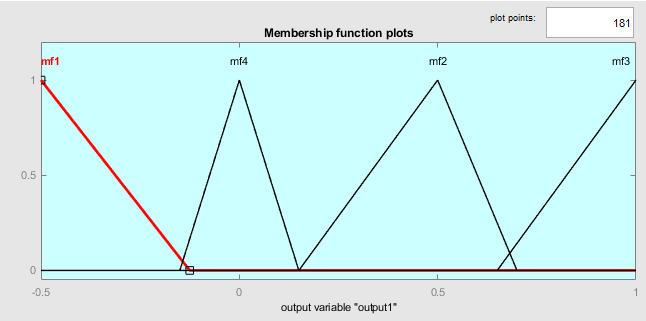 plot points: 181
Membership function plots
mf1 mf4 mf2 mf3
1
0.5
0
-0.5 0 0.5 1
output variable "output1"